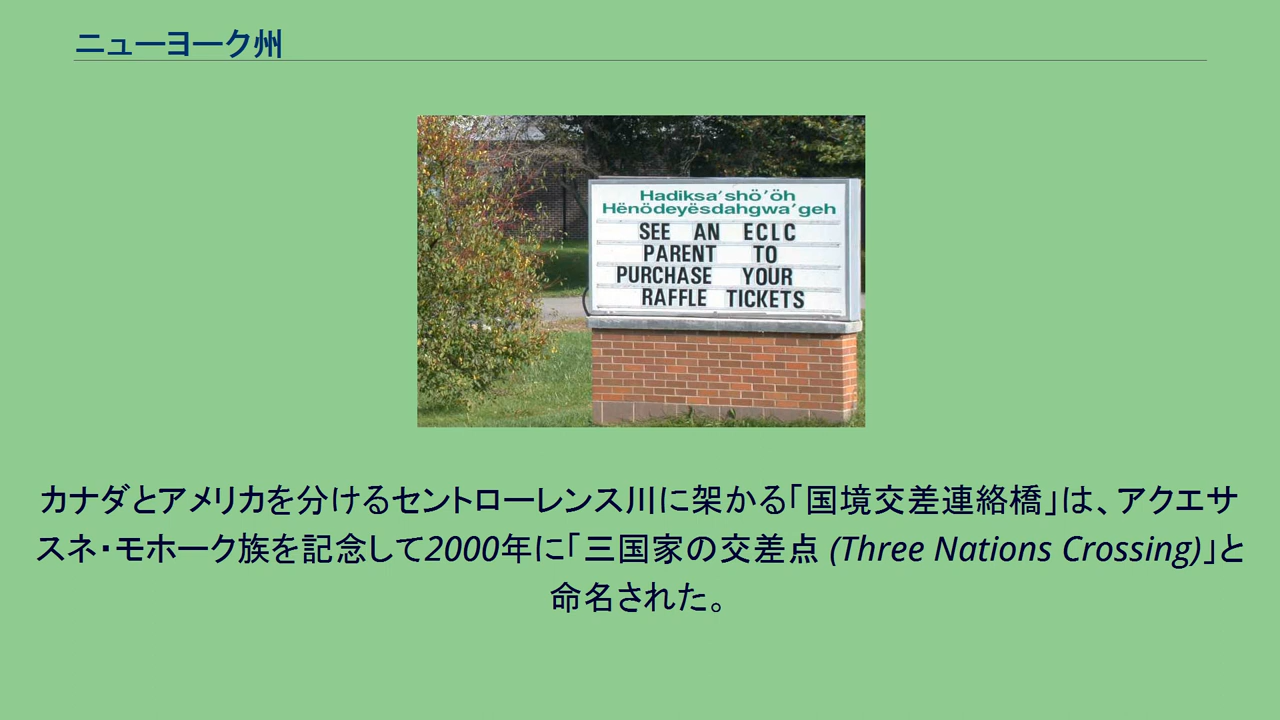 ニューヨーク州
Hadiksa'shö'öh
Hënödeyësdahgwa'geh
SEE AN ECLC
PARENT TO
PURCHASE YOUR
RAFFLE TICKETS
カナダとアメリカを分けるセントローレンス川に架かる「国境交差連絡橋」は、アクエサ
スネ・モホーク族を記念して2000年に「三国家の交差点 (Three Nations Crossing)」と
命名された。